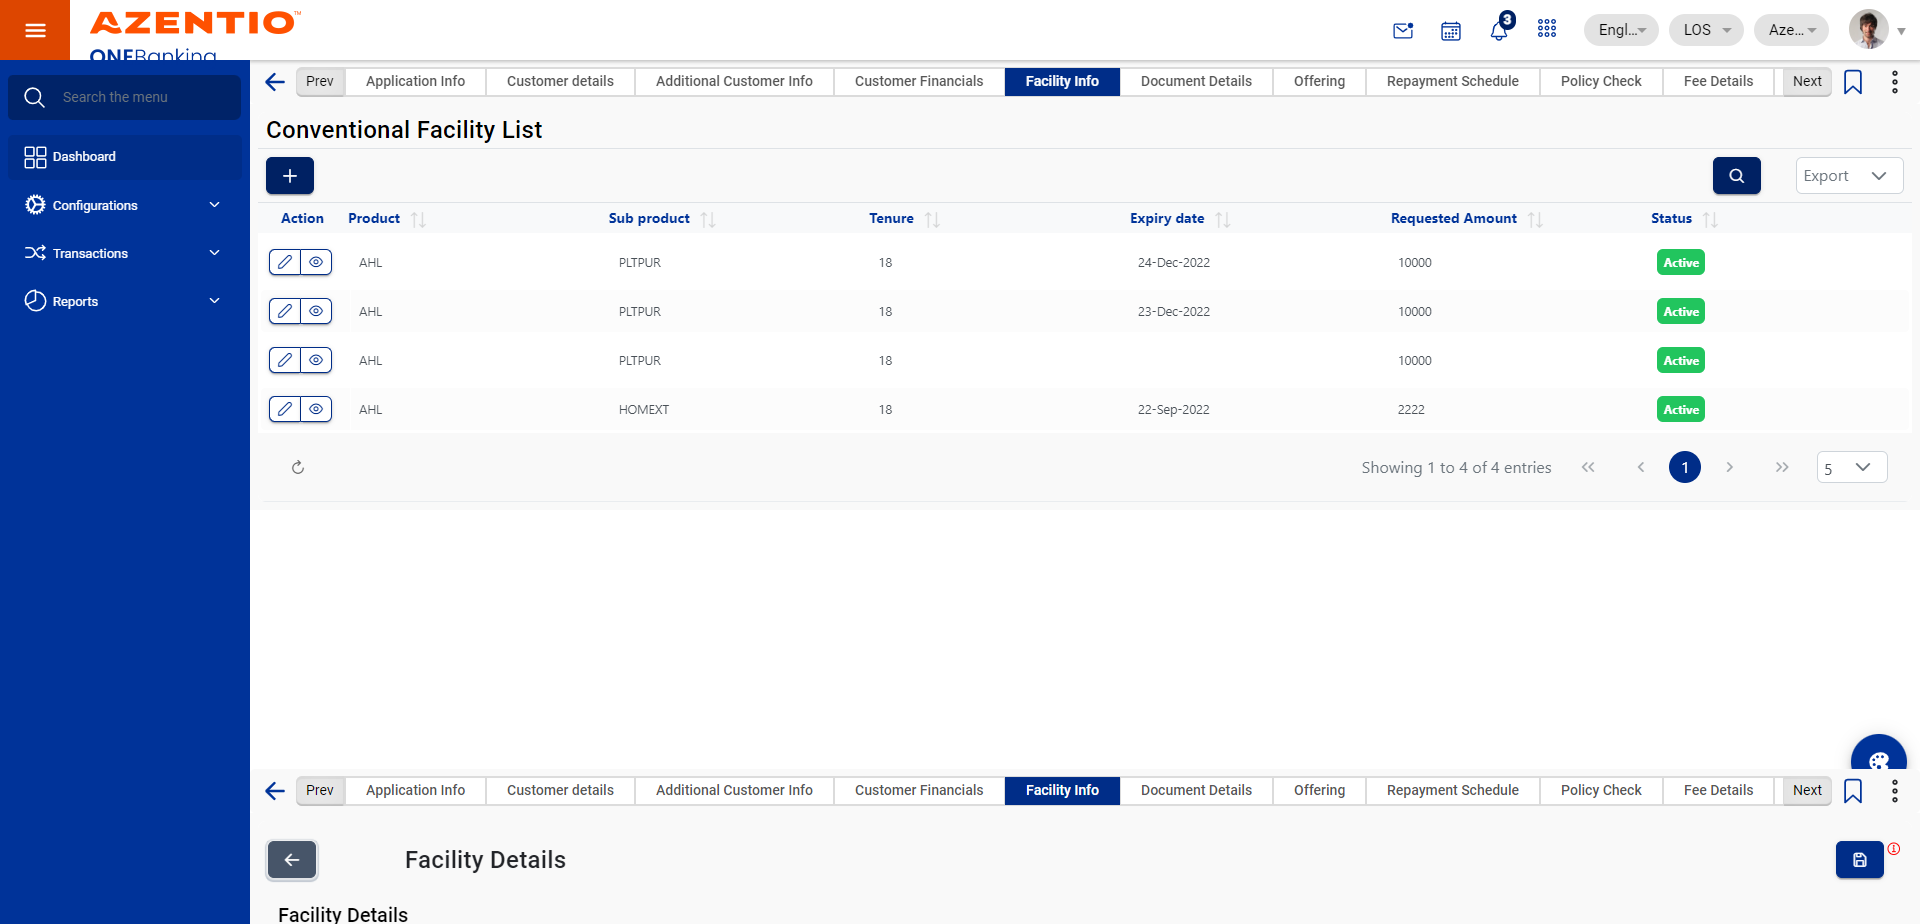 AZENTIO™
ONEBanking
3
Engl...
LOS
Aze...
Search the menu
Dashboard
Configurations
Transactions
Reports
Prev
Application Info
Customer details
Additional Customer Info
Customer Financials
Facility Info
Document Details
Offering
Repayment Schedule
Policy Check
Fee Details
Next
Conventional Facility List
+
Export
Action Product Sub product Tenure Expiry date Requested Amount Status
AHL PLTPUR 18 24-Dec-2022 10000 Active
AHL PLTPUR 18 23-Dec-2022 10000 Active
AHL PLTPUR 18 10000 Active
AHL HOMEXT 18 22-Sep-2022 2222 Active
Showing 1 to 4 of 4 entries « ‹ 1 › » 5
Prev
Application Info
Customer details
Additional Customer Info
Customer Financials
Facility Info
Document Details
Offering
Repayment Schedule
Policy Check
Fee Details
Next
Facility Details
Facility Details